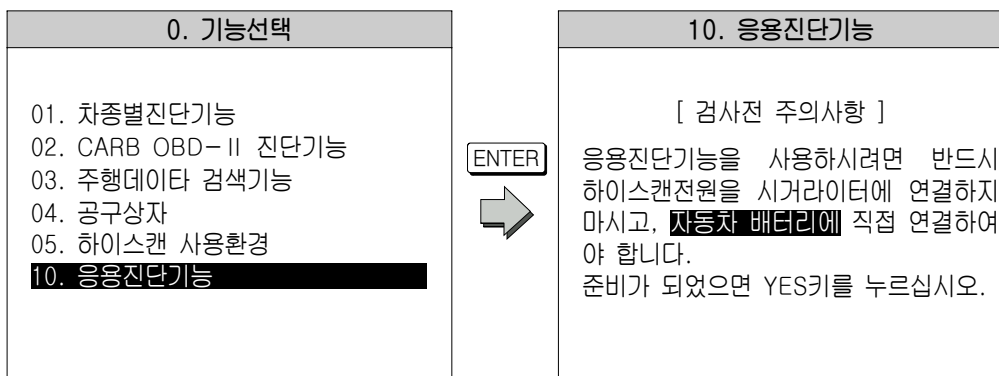 0. 기능선택
01. 차종별진단기능
02. CARB OBD-II 진단기능
03. 주행데이타 검색기능
04. 공구상자
05. 하이스캔 사용환경
10. 응용진단기능
ENTER
10. 응용진단기능
[ 검사전 주의사항 ]
응용진단기능을 사용하시려면 반드시
하이스캔전원을 시거라이터에 연결하지
마시고, 자동차 배터리에 직접 연결하여
야 합니다.
준비가 되었으면 YES키를 누르십시오.